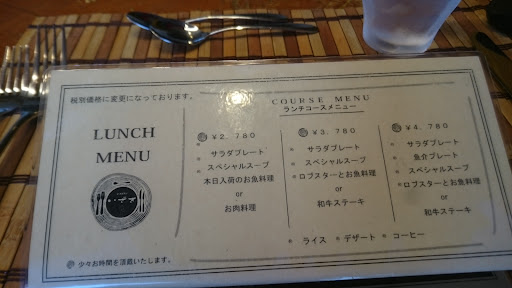 税別価格に変更になっております。
LUNCH
MENU
COURSE MENU
ランチコースメニュー
¥2,780
サラダプレート
スペシャルスープ
本日入荷のお魚料理
or
お肉料理
¥3,780
サラダプレート
スペシャルスープ
ロブスターとお魚料理
or
和牛ステーキ
¥4,780
サラダプレート
魚介プレート
スペシャルスープ
ロブスターとお魚料理
or
和牛ステーキ
ライス デザート コーヒー
少々お時間を頂戴いたします。